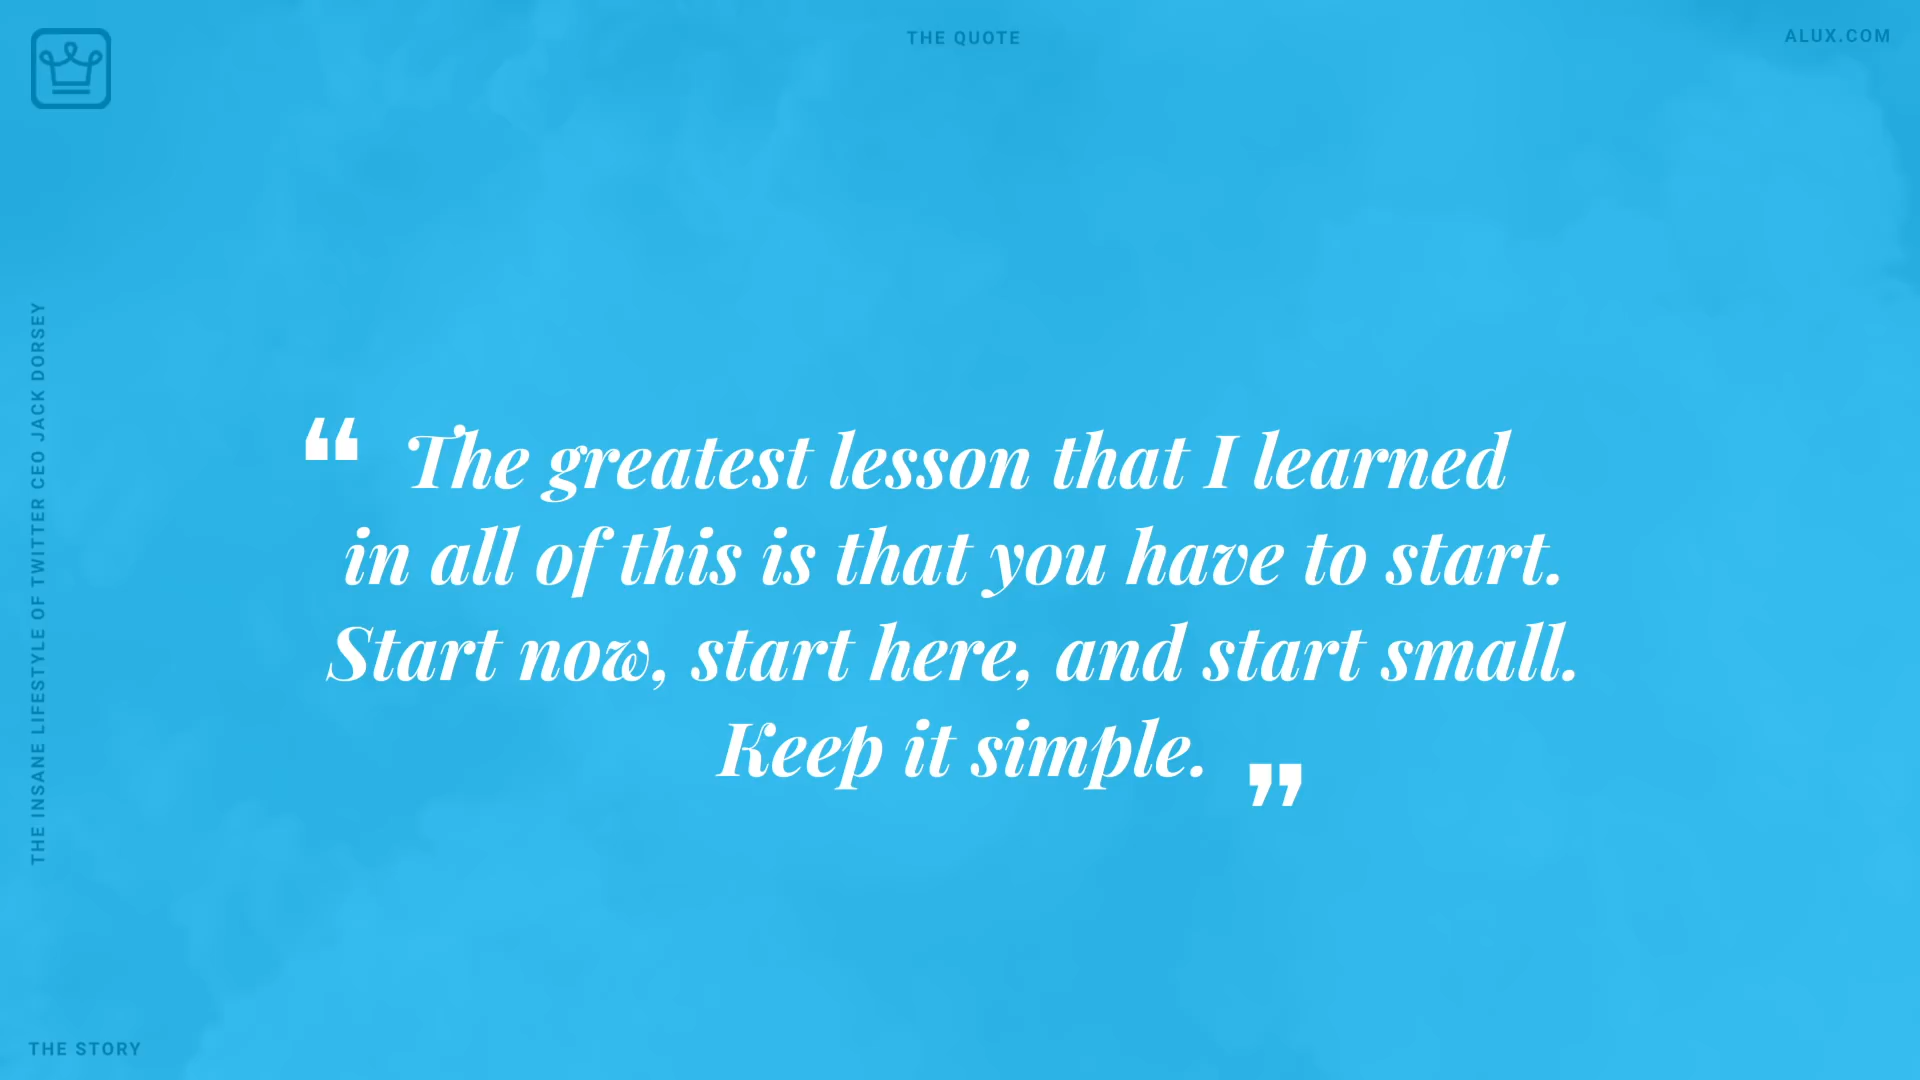 THE QUOTE
ALUX.COM
THE INSANE LIFESTYLE OF TWITTER CEO JACK DORSEY
“ The greatest lesson that I learned
in all of this is that you have to start.
Start now, start here, and start small.
Keep it simple. ”
THE STORY